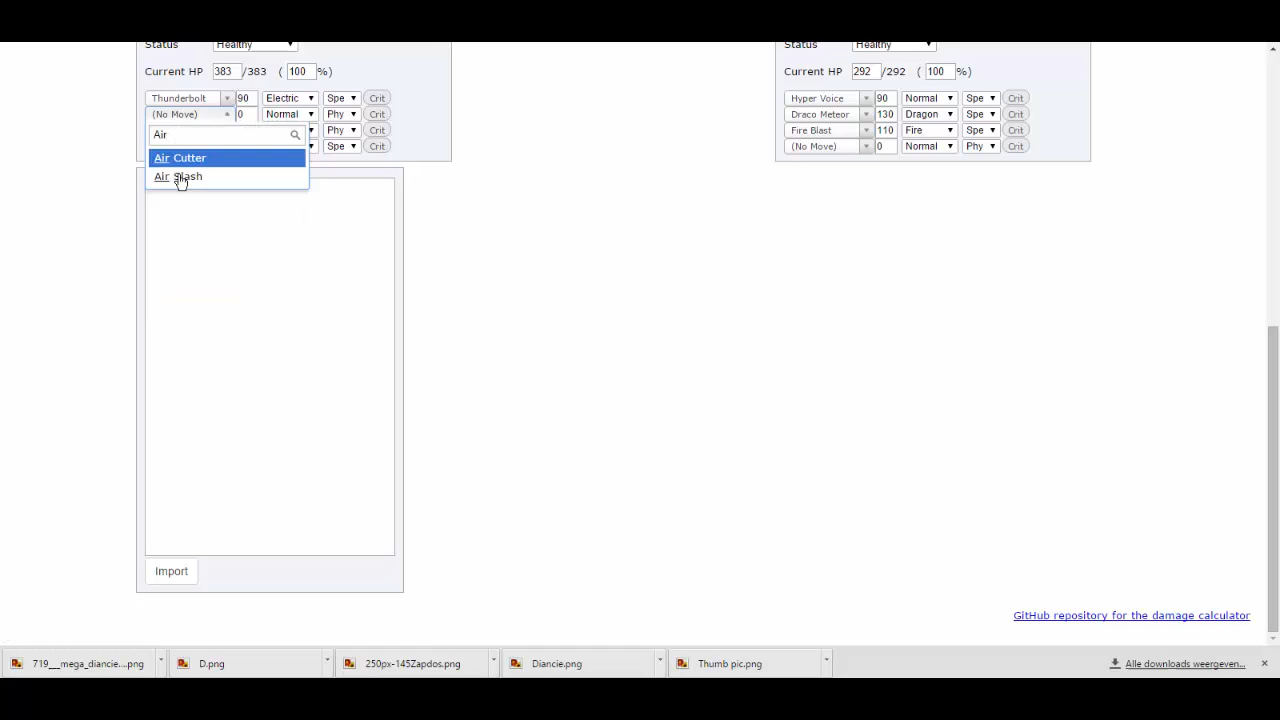 Status Healthy
Current HP 383 /383 ( 100 %)
Thunderbolt 90 Electric Spe Crit
(No Move) 0 Normal Phy Crit
Air
Phy Crit
Air Cutter
Spe Crit
Air Slash
Import
Status Healthy
Current HP 292 /292 ( 100 %)
Hyper Voice 90 Normal Spe Crit
Draco Meteor 130 Dragon Spe Crit
Fire Blast 110 Fire Spe Crit
(No Move) 0 Normal Phy Crit
GitHub repository for the damage calculator
719__mega_diancie....png D.png 250px-145Zapdos.png Diancie.png Thumb pic.png Alle downloads weergeven...